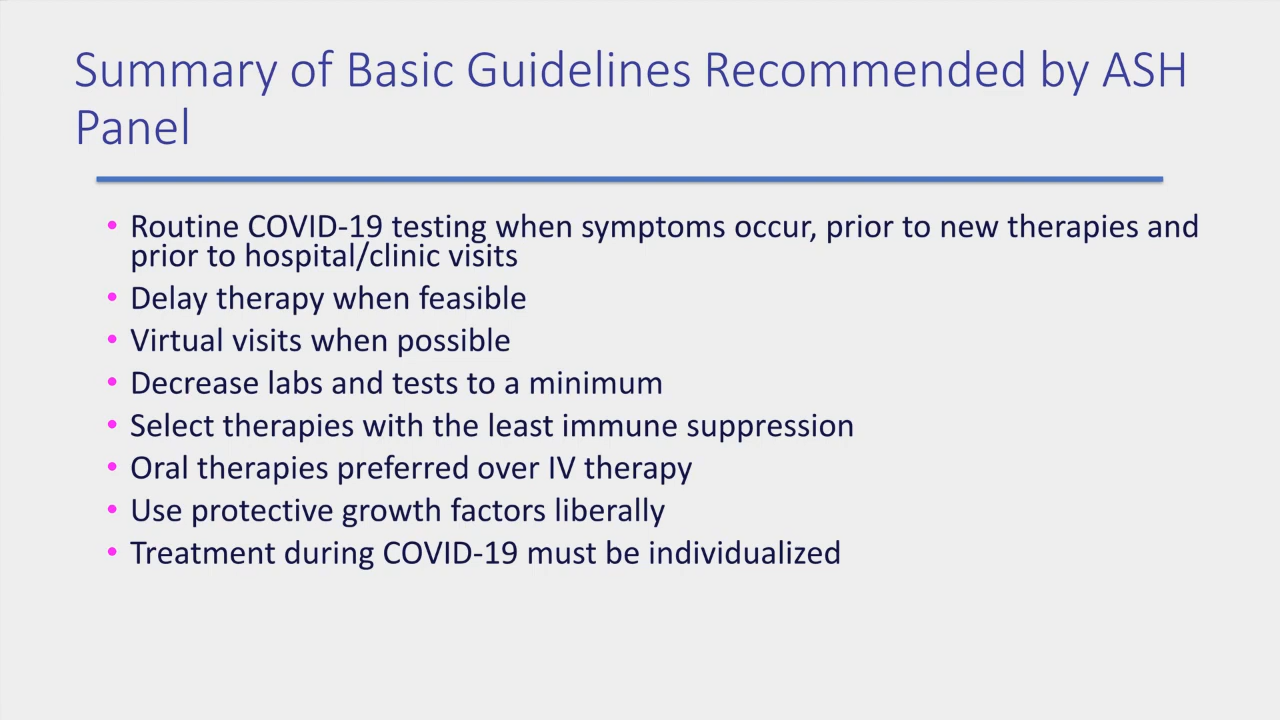 Summary of Basic Guidelines Recommended by ASH
Panel
• Routine COVID-19 testing when symptoms occur, prior to new therapies and
prior to hospital/clinic visits
• Delay therapy when feasible
• Virtual visits when possible
• Decrease labs and tests to a minimum
• Select therapies with the least immune suppression
• Oral therapies preferred over IV therapy
• Use protective growth factors liberally
• Treatment during COVID-19 must be individualized